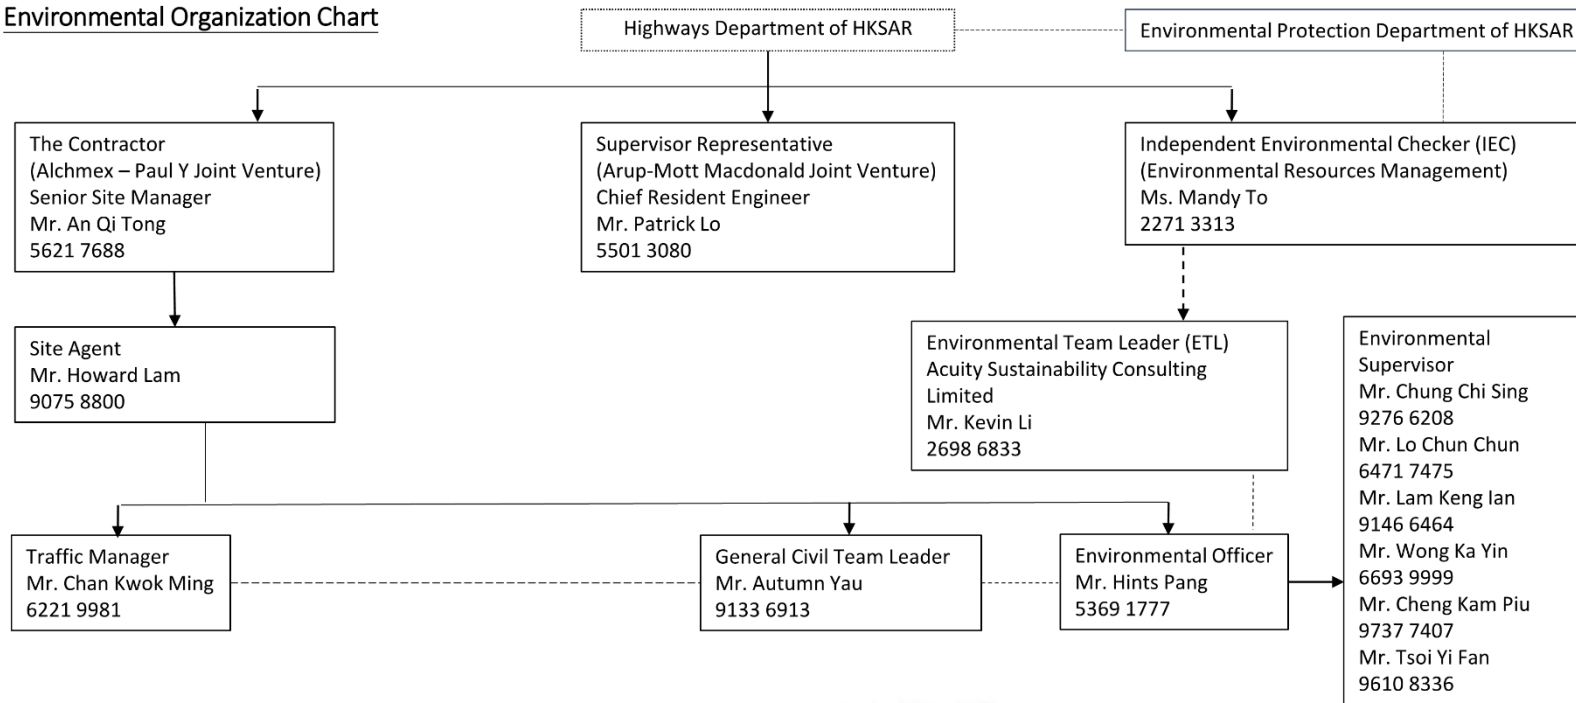 Environmental Organization Chart
Highways Department of HKSAR
Environmental Protection Department of HKSAR
The Contractor
(Alchmex – Paul Y Joint Venture)
Senior Site Manager
Mr. An Qi Tong
5621 7688
Supervisor Representative
(Arup-Mott Macdonald Joint Venture)
Chief Resident Engineer
Mr. Patrick Lo
5501 3080
Independent Environmental Checker (IEC)
(Environmental Resources Management)
Ms. Mandy To
2271 3313
Site Agent
Mr. Howard Lam
9075 8800
Environmental Team Leader (ETL)
Acuity Sustainability Consulting
Limited
Mr. Kevin Li
2698 6833
Environmental
Supervisor
Mr. Chung Chi Sing
9276 6208
Mr. Lo Chun Chun
6471 7475
Mr. Lam Keng Ian
9146 6464
Mr. Wong Ka Yin
6693 9999
Mr. Cheng Kam Piu
9737 7407
Mr. Tsoi Yi Fan
9610 8336
Traffic Manager
Mr. Chan Kwok Ming
6221 9981
General Civil Team Leader
Mr. Autumn Yau
9133 6913
Environmental Officer
Mr. Hints Pang
5369 1777